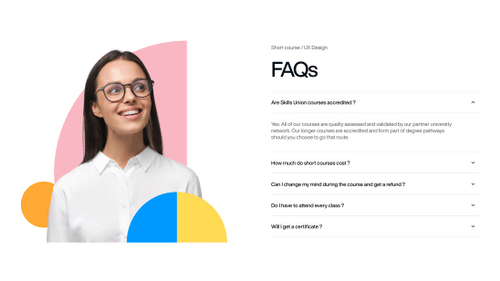 Short course / UX Design
FAQs
Are Skills Union courses accredited ?
Yes, All of our courses are quality assessed and validated by our partner university
network. Our longer courses are accredited and form part of degree pathways
should you choose to go that route.
How much do short courses cost ?
Can I change my mind during the course and get a refund ?
Do I have to attend every class ?
Will I get a certificate ?